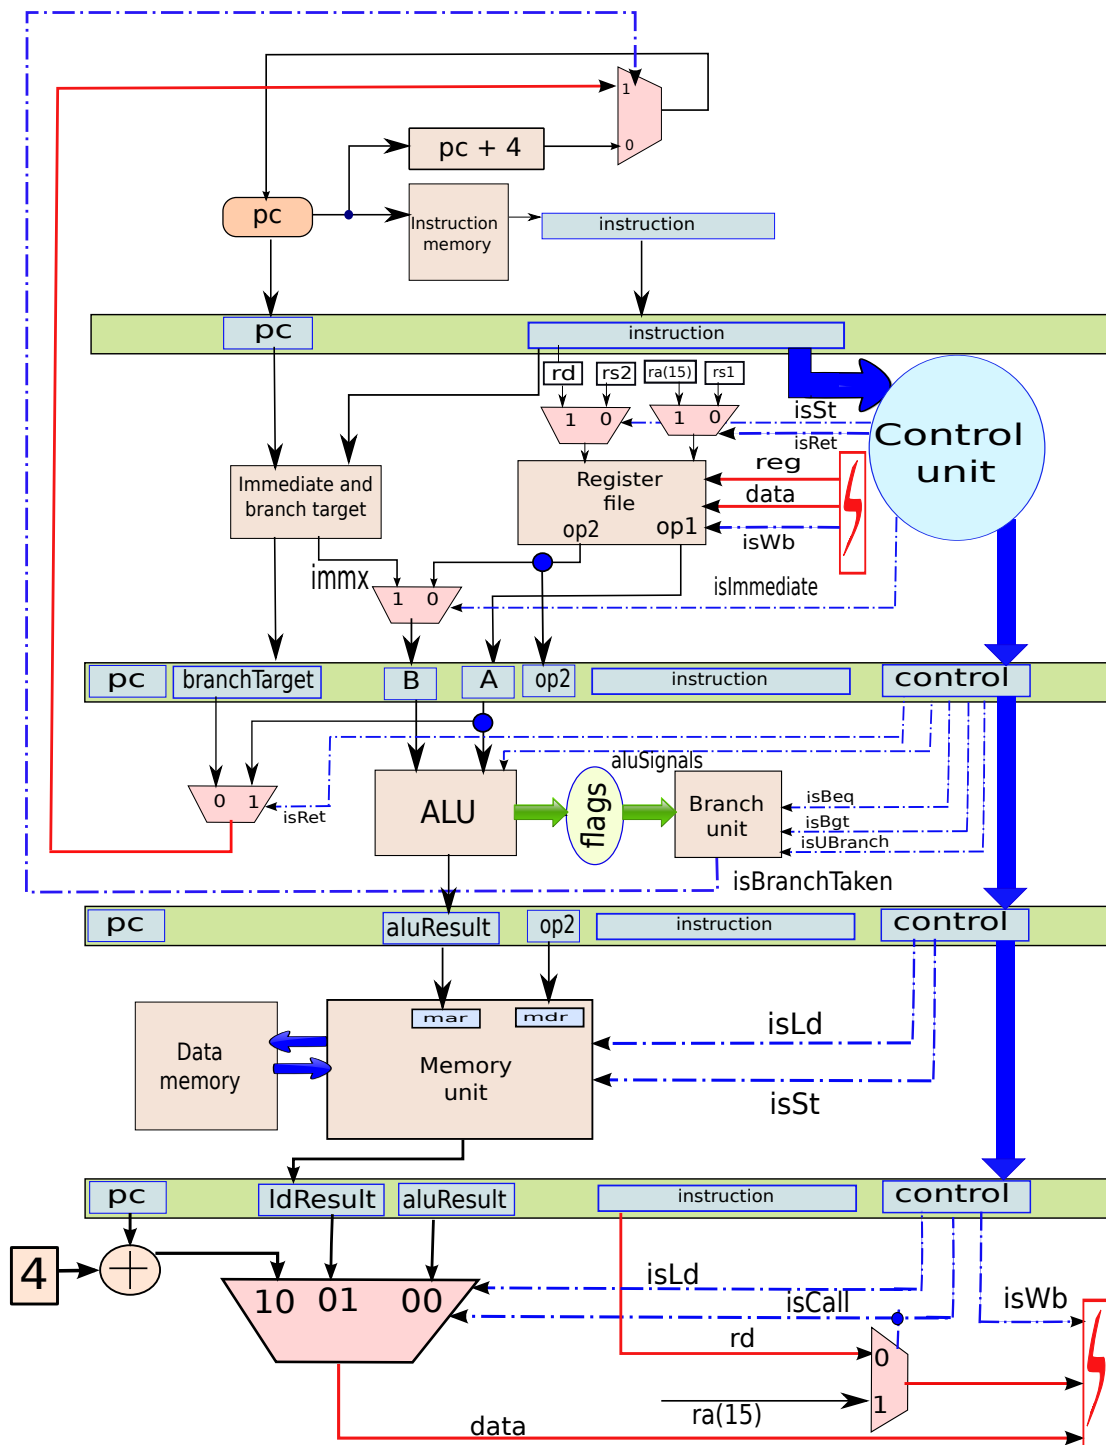 1
pc + 4
0
pc
Instruction
memory
instruction
pc
instruction
rd
rs2
ra(15)
rs1
1 0
1 0
isSt
isRet
Control
unit
Immediate and
branch target
Register
file
op2
op1
reg
data
isWb
immx
1 0
isImmediate
pc
branchTarget
B
A
op2
instruction
control
0 1
isRet
ALU
flags
aluSignals
Branch
unit
isBeq
isBgt
isUBranch
isBranchTaken
pc
aluResult
op2
instruction
control
mar
mdr
Data
memory
Memory
unit
isLd
isSt
pc
ldResult
aluResult
instruction
control
4
10 01 00
isLd
isCall
isWb
rd
0
1
ra(15)
data